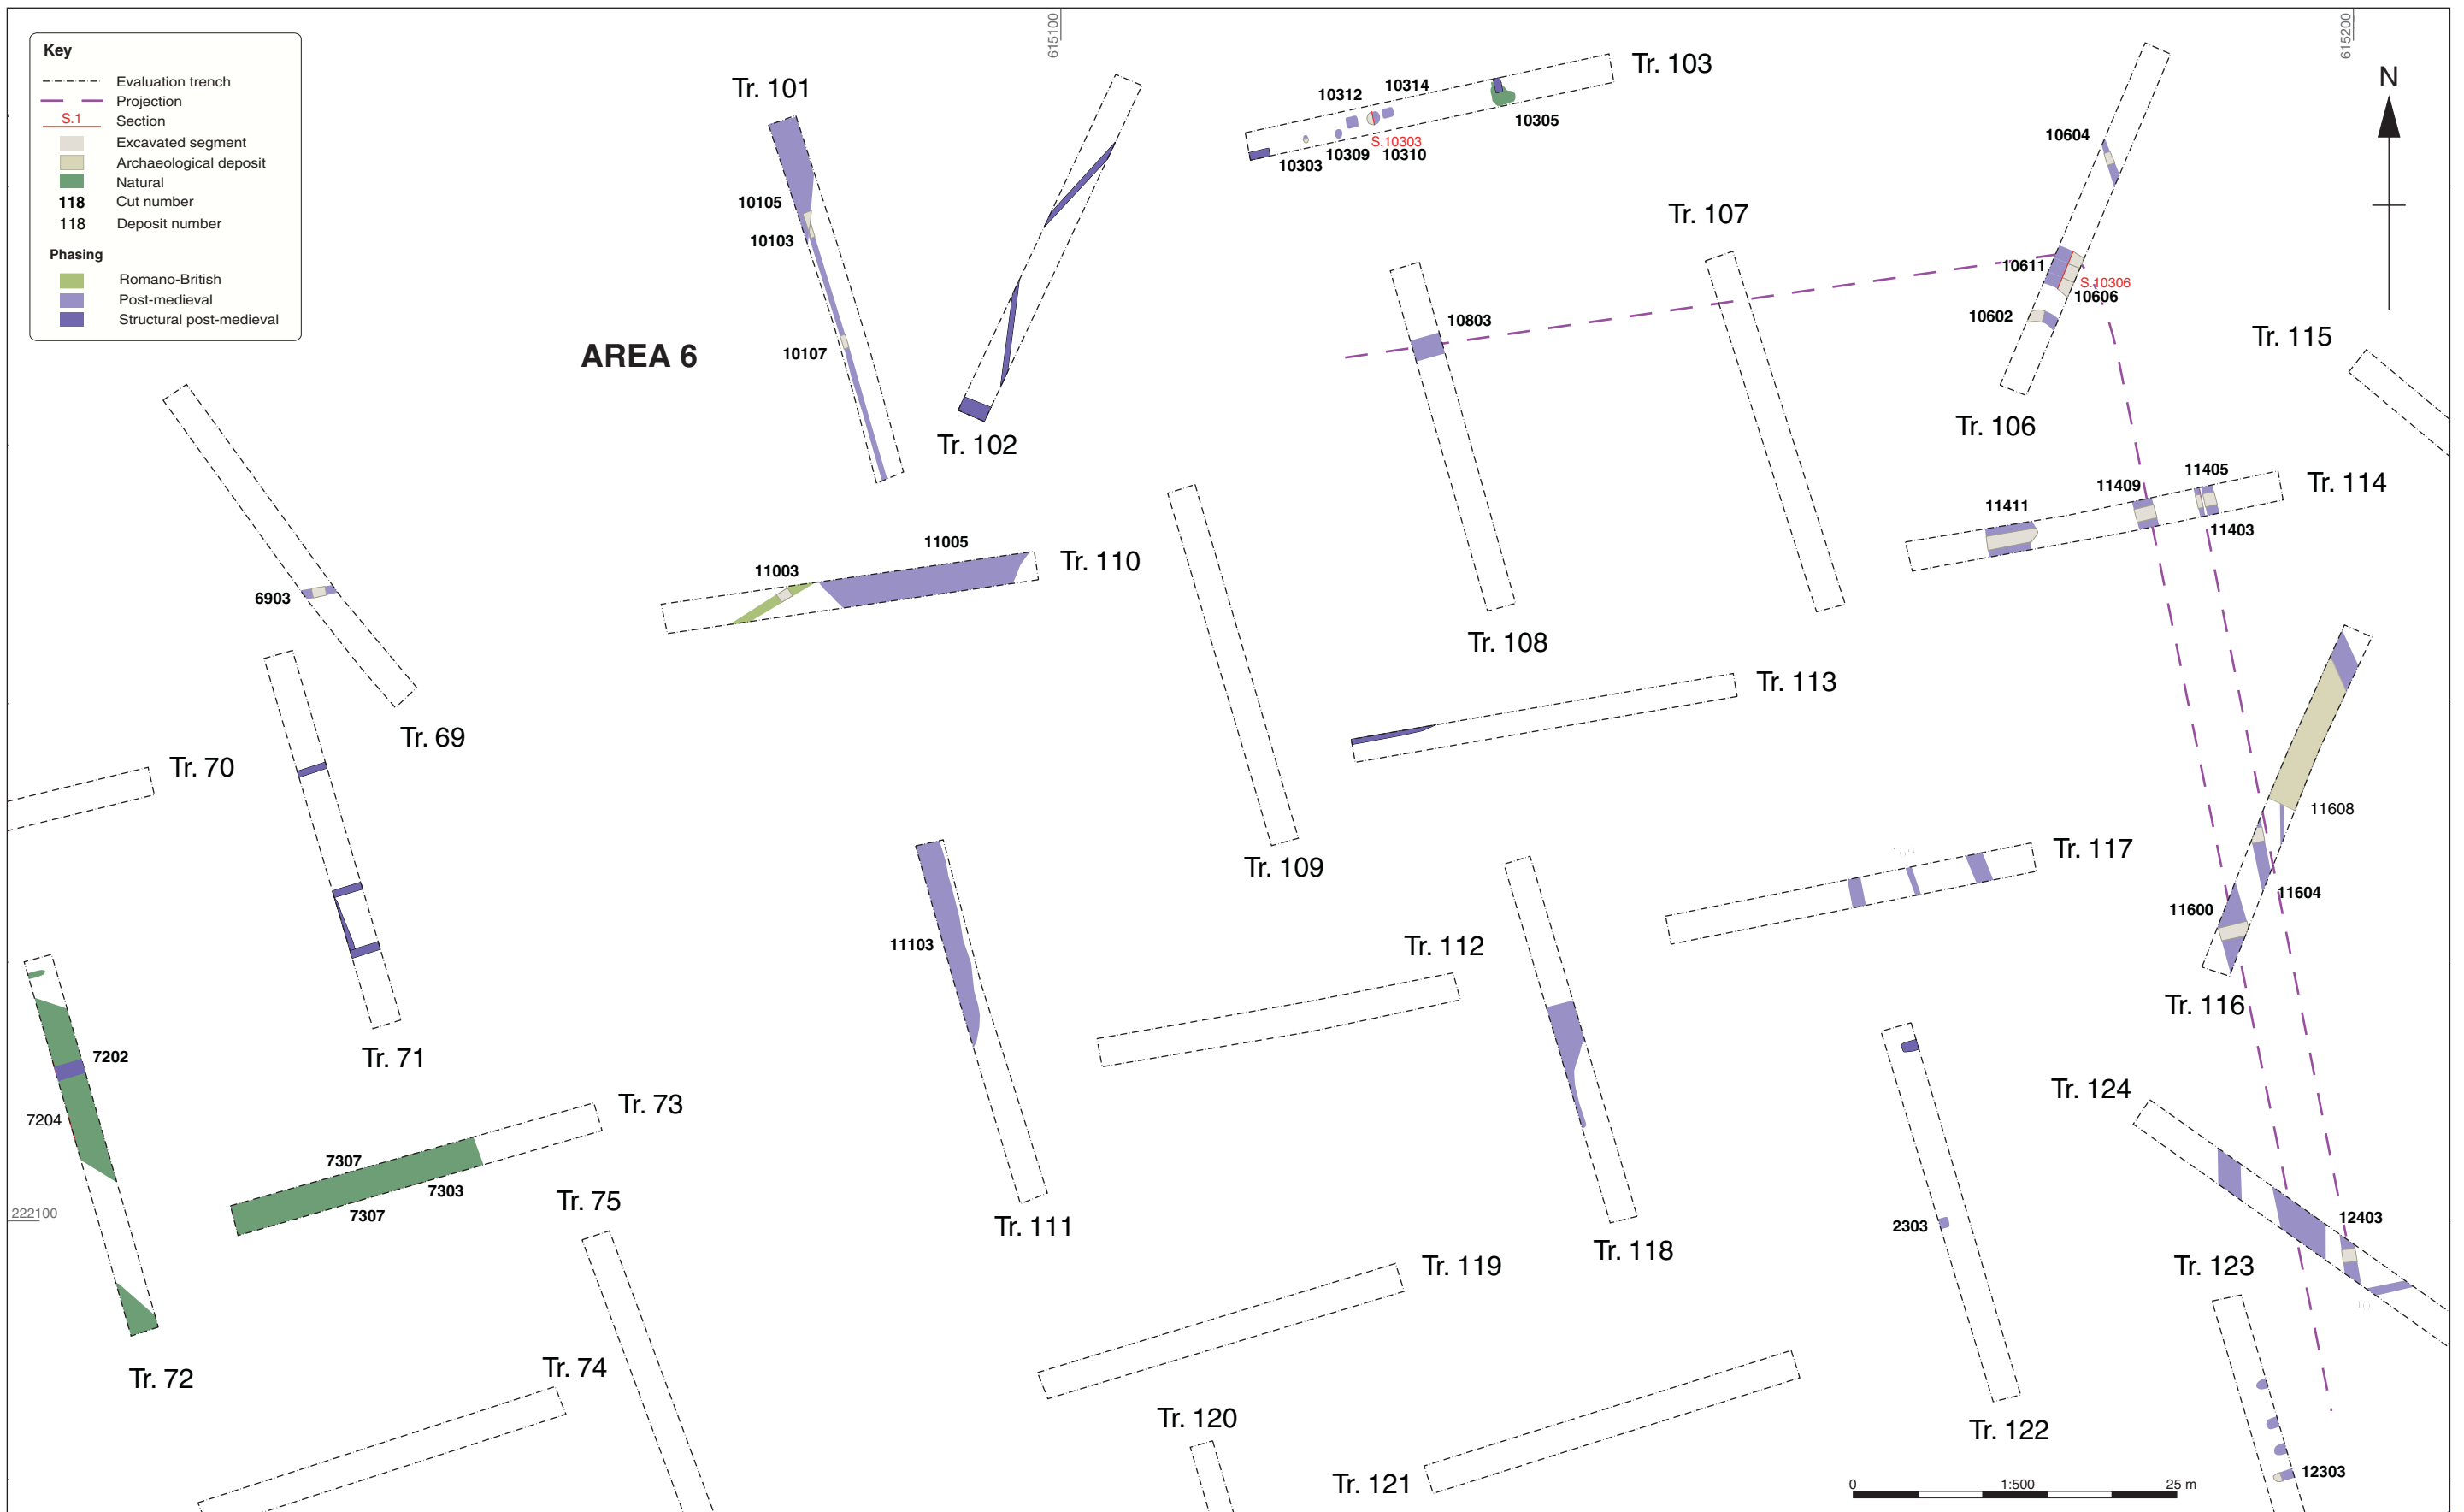 615100
615200
Key
Evaluation trench
Projection
S.1 Section
Excavated segment
Archaeological deposit
Natural
118 Cut number
118 Deposit number
Phasing
Romano-British
Post-medieval
Structural post-medieval
N
AREA 6
Tr. 101
10105
10103
10107
Tr. 102
Tr. 103
10312
10314
10305
S.10303
10303
10309
10310
Tr. 107
10604
10611
S.10306
10606
10602
Tr. 106
Tr. 115
10803
Tr. 108
11405
11409
11411
11403
Tr. 114
6903
Tr. 69
11005
11003
Tr. 110
Tr. 109
Tr. 113
Tr. 70
Tr. 71
11608
11604
11600
Tr. 116
Tr. 117
11103
Tr. 111
Tr. 112
Tr. 118
7202
7204
Tr. 72
Tr. 73
7307
7303
7307
Tr. 75
Tr. 74
222100
Tr. 119
Tr. 120
Tr. 121
2303
Tr. 122
Tr. 124
12403
Tr. 123
12303
0 1:500 25 m